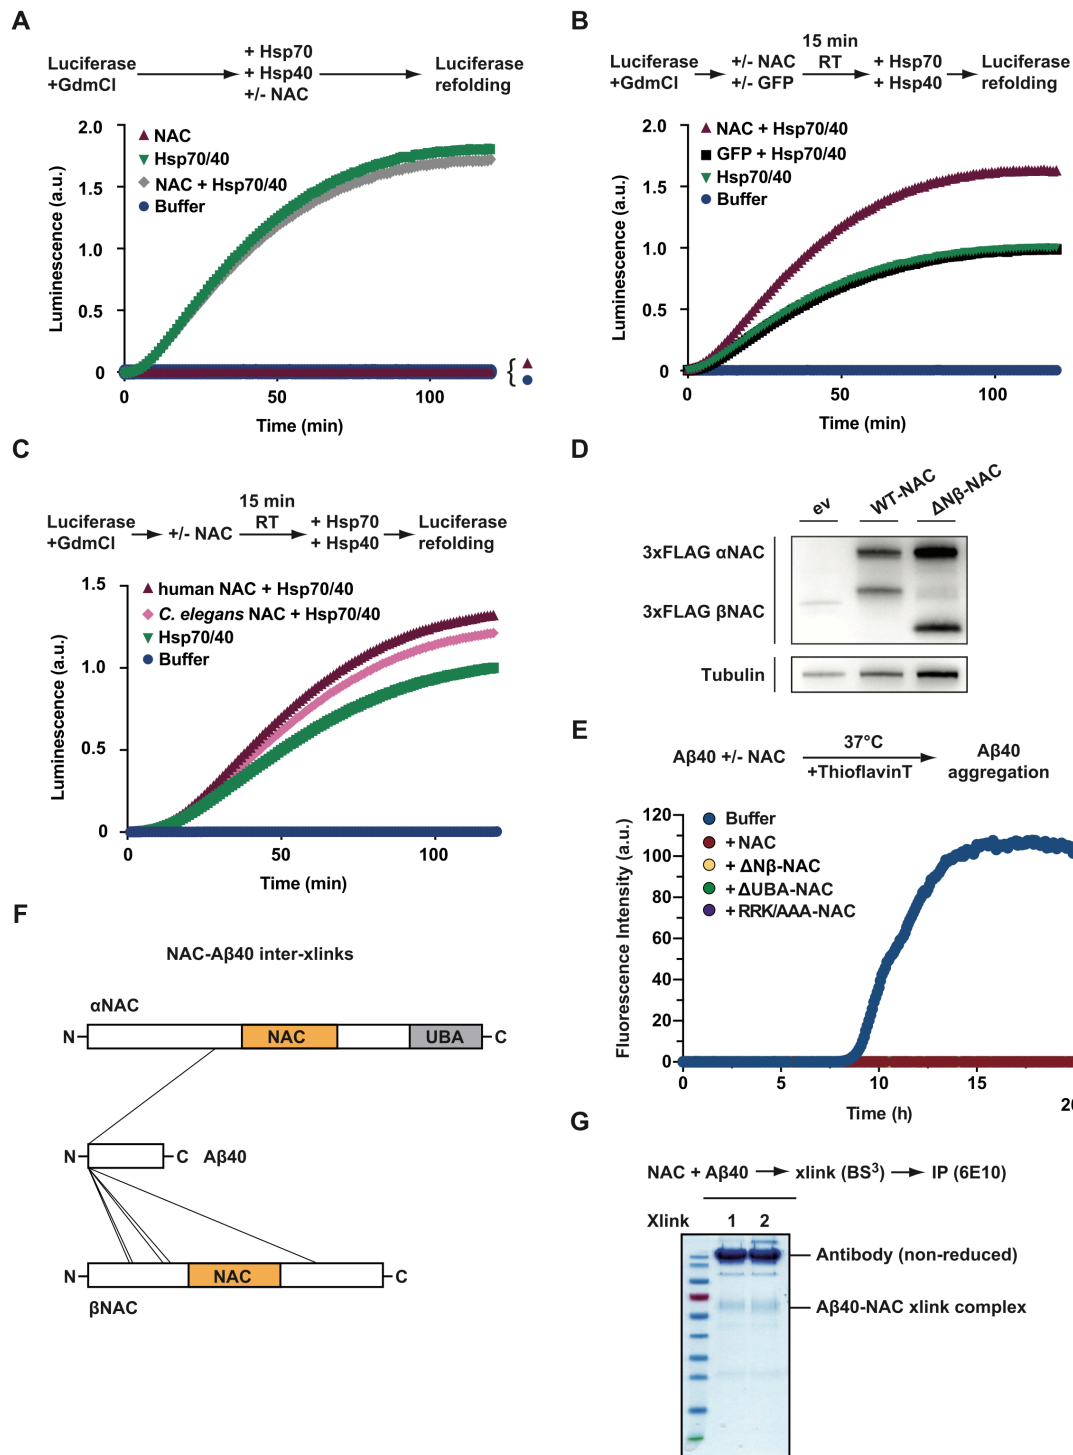 A
Luciferase
+GdmCl
+ Hsp70
+ Hsp40
+/- NAC
Luciferase
refolding
2.0
1.5
1.0
0.5
0
Luminescence (a.u.)
NAC
Hsp70/40
NAC + Hsp70/40
Buffer
{
0
50
100
Time (min)
B
Luciferase
+GdmCl
+/- NAC
+/- GFP
15 min
RT
+ Hsp70
+ Hsp40
Luciferase
refolding
2.0
1.5
1.0
0.5
0
Luminescence (a.u.)
NAC + Hsp70/40
GFP + Hsp70/40
Hsp70/40
Buffer
0
50
100
Time (min)
C
Luciferase
+GdmCl
+/- NAC
15 min
RT
+ Hsp70
+ Hsp40
Luciferase
refolding
1.5
1.0
0.5
0
Luminescence (a.u.)
human NAC + Hsp70/40
C. elegans NAC + Hsp70/40
Hsp70/40
Buffer
0
50
100
Time (min)
D
ev
WT-NAC
ΔNβ-NAC
3xFLAG αNAC
3xFLAG βNAC
Tubulin
E
Aβ40 +/- NAC
37°C
+ThioflavinT
Aβ40
aggregation
120
100
80
60
40
20
0
Fluorescence Intensity (a.u.)
Buffer
+ NAC
+ ΔNβ-NAC
+ ΔUBA-NAC
+ RRK/AAA-NAC
0
5
10
15
20
Time (h)
F
NAC-Aβ40 inter-xlinks
αNAC
N
NAC
UBA
C
N
C
Aβ40
N
NAC
C
βNAC
G
NAC + Aβ40
xlink (BS³)
IP (6E10)
Xlink
1
2
Antibody (non-reduced)
Aβ40-NAC xlink complex